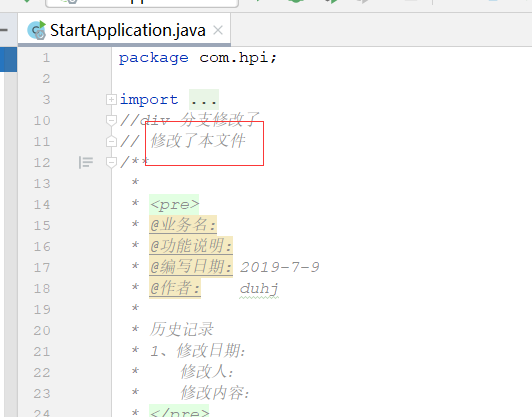 StartApplication.java
1 package com.hpi;
2
3 import ...
10 //div 分支修改了
11 // 修改了本文件
12 /**
13 *
14 * <pre>
15 * @业务名:
16 * @功能说明:
17 * @编写日期: 2019-7-9
18 * @作者: duhj
19 *
20 * 历史记录
21 * 1、修改日期:
22 * 修改人:
23 * 修改内容:
24 * </pre>